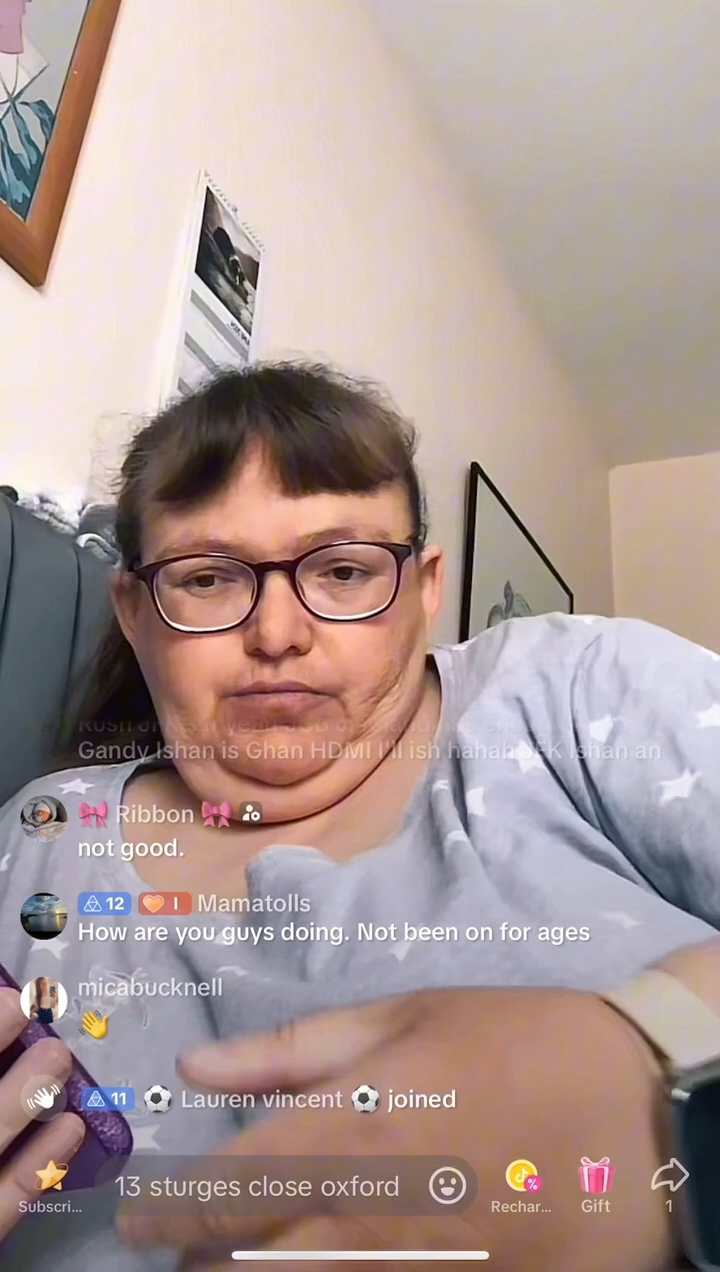 Gandy Ishan is Ghan HDMI I'll ish hahah JFK Ishan an
🎀 Ribbon 🎀
not good.
12 I Mamatolls
How are you guys doing. Not been on for ages
micabucknell
👋
11 ⚽ Lauren vincent ⚽ joined
13 sturges close oxford
Subscri... Rechar... Gift 1